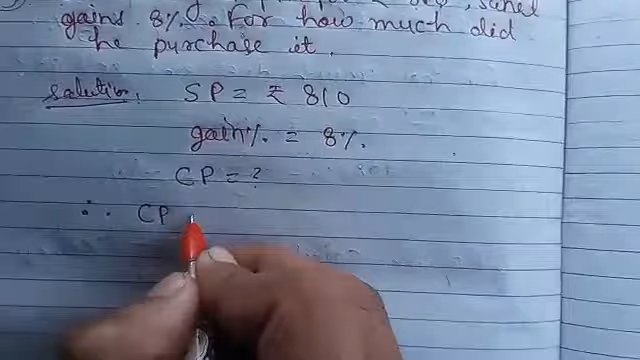 gains 8%. For how much did
he purchase it.
Solution: SP = ₹ 810
gain% = 8%.
CP = ?
∴ CP